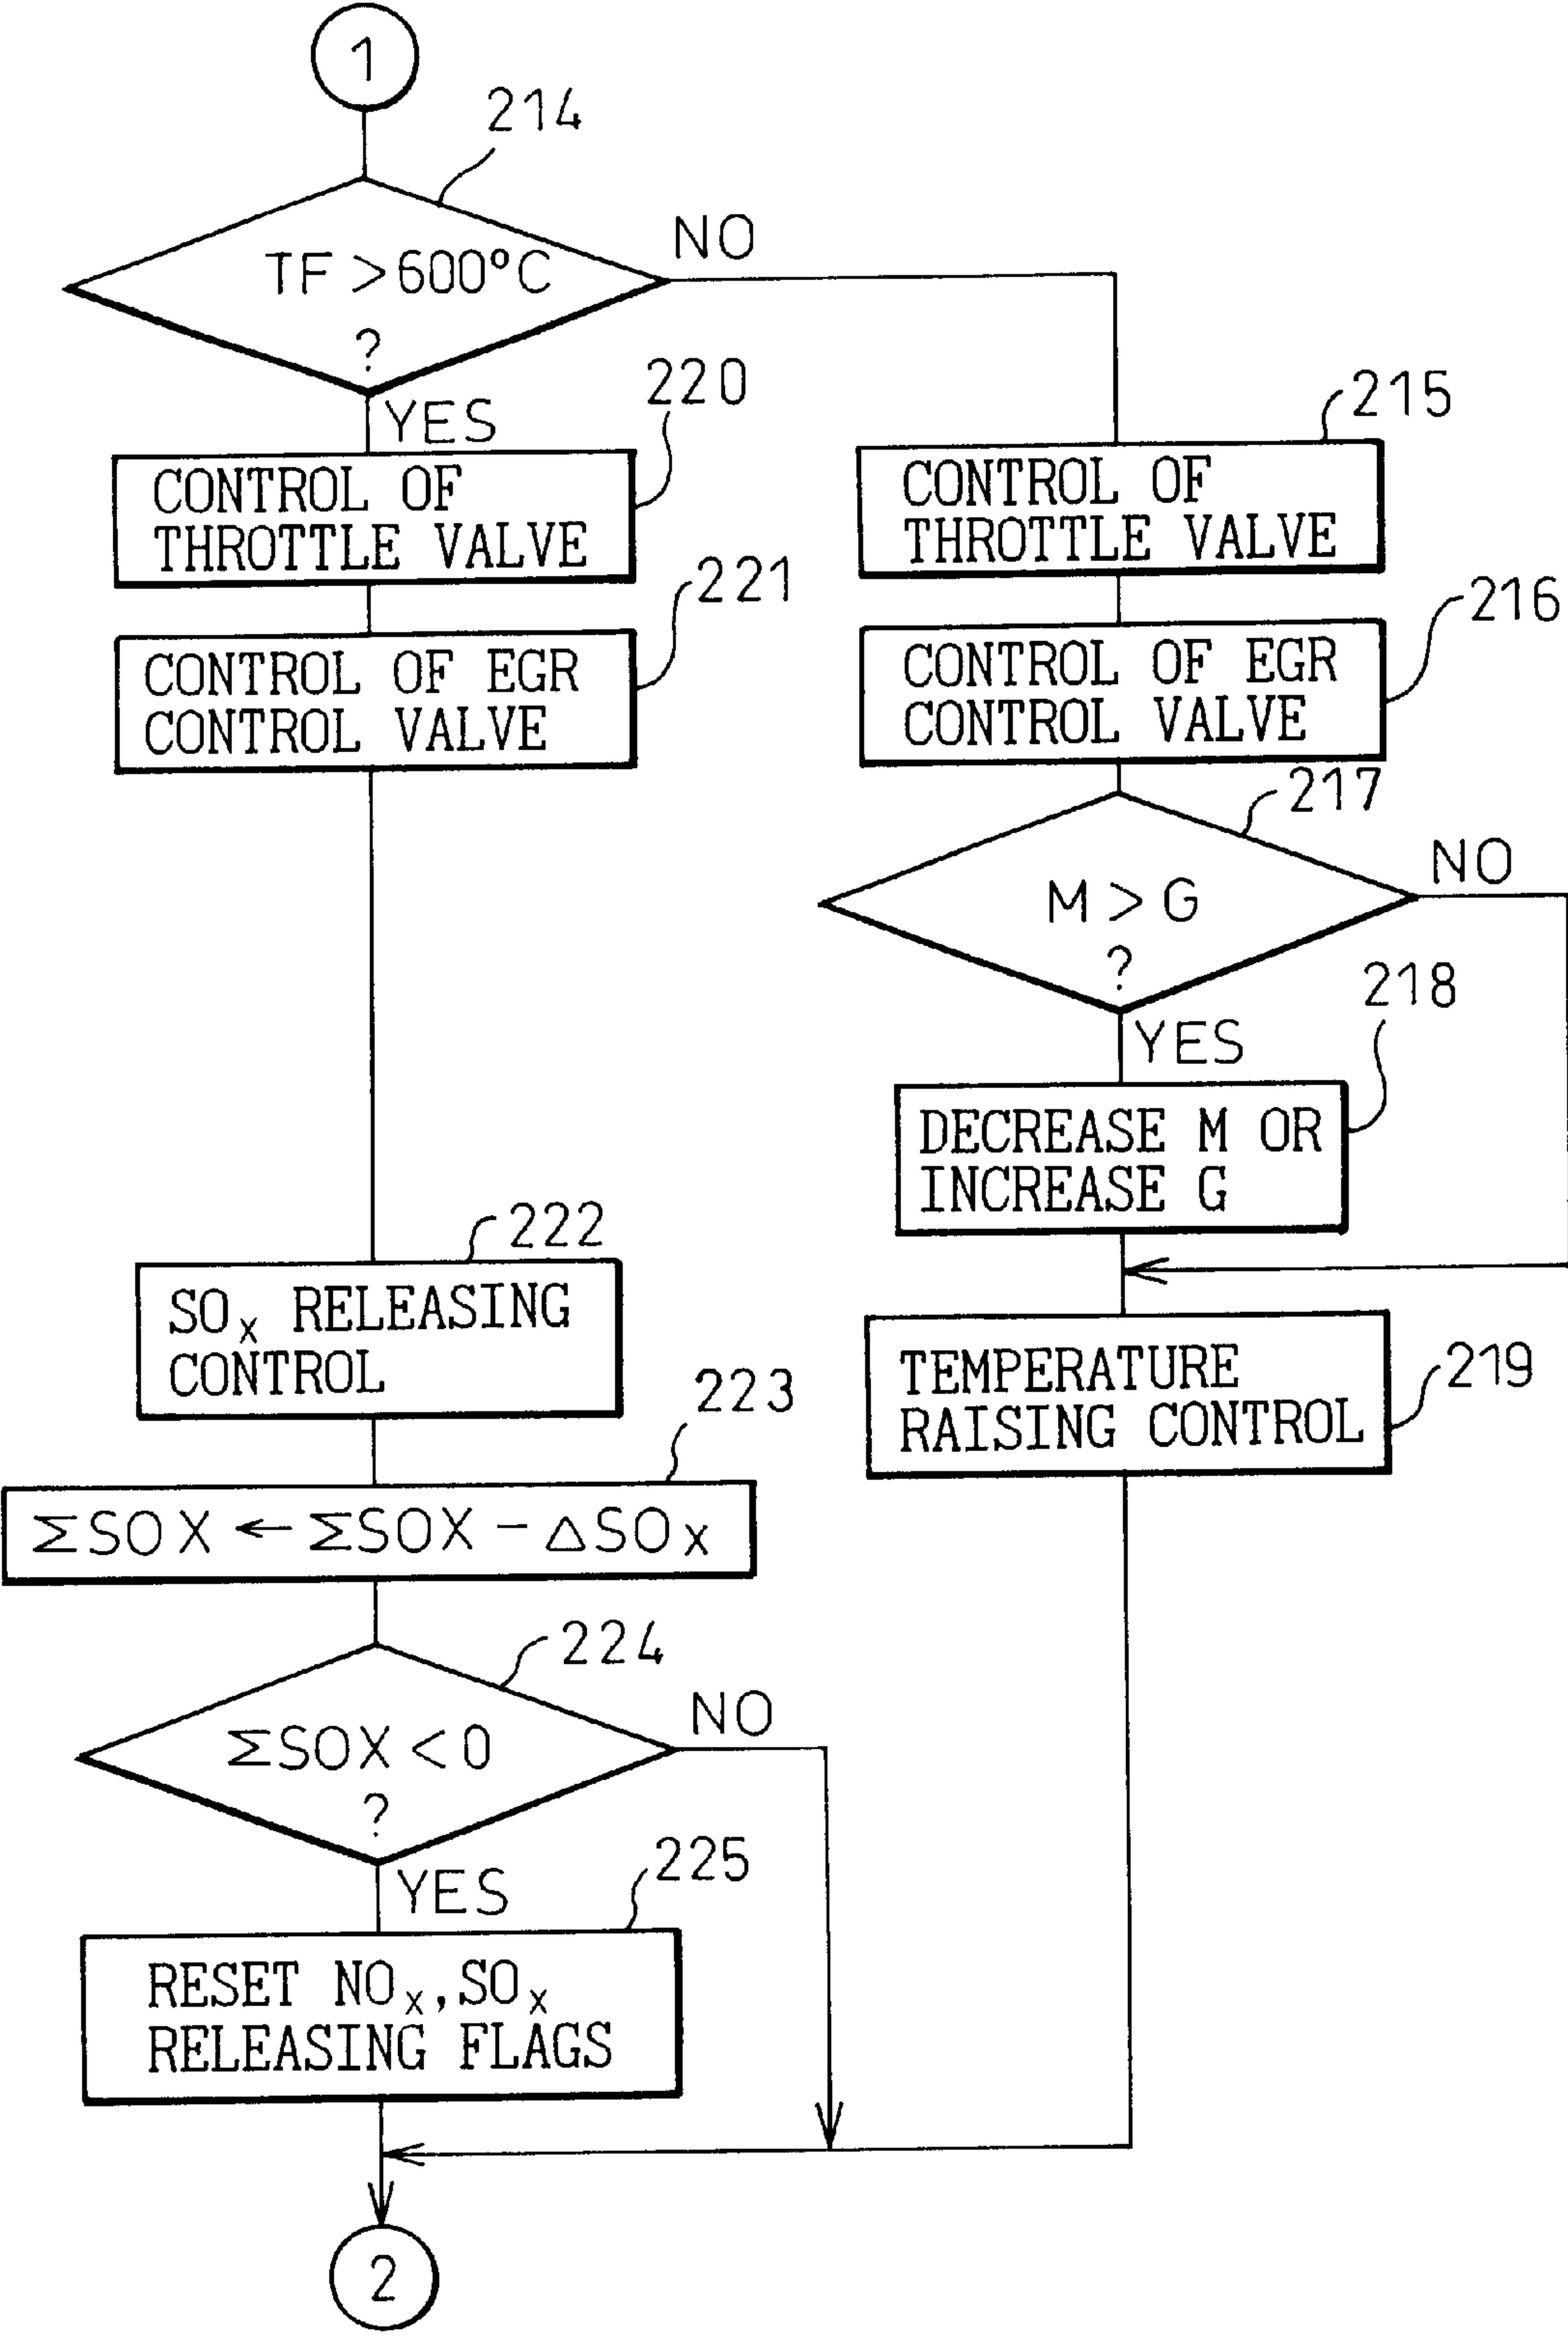 1
214
TF > 600°C
?
NO
YES
220
CONTROL OF
THROTTLE VALVE
221
CONTROL OF EGR
CONTROL VALVE
215
CONTROL OF
THROTTLE VALVE
216
CONTROL OF EGR
CONTROL VALVE
217
M > G
?
NO
YES
218
DECREASE M OR
INCREASE G
219
TEMPERATURE
RAISING CONTROL
222
SOx RELEASING
CONTROL
223
ΣSOX ← ΣSOX − ΔSOx
224
ΣSOX < 0
?
NO
YES
225
RESET NOx, SOx
RELEASING FLAGS
2